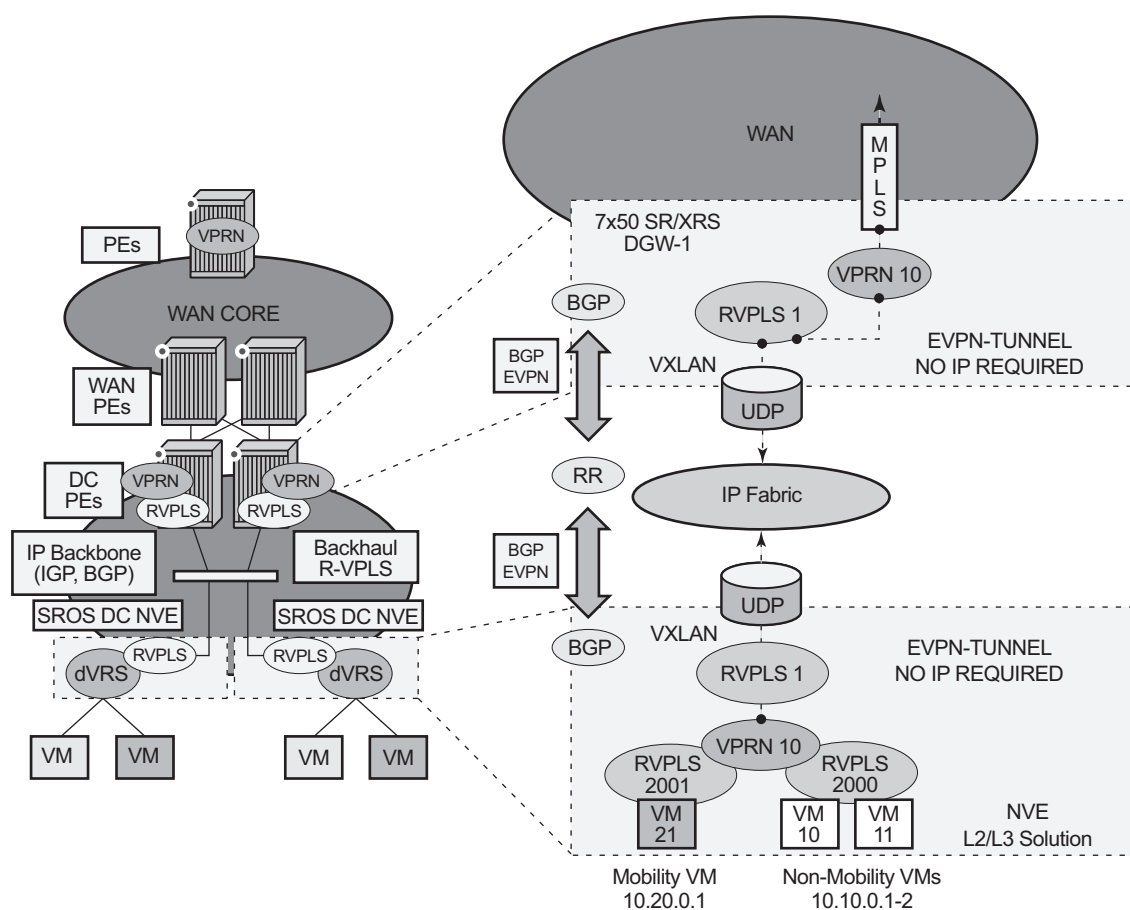 PEs
VPRN
WAN CORE
WAN
PEs
DC
PEs
VPRN
VPRN
RVPLS
RVPLS
IP Backbone
(IGP, BGP)
Backhaul
R-VPLS
SROS DC NVE
SROS DC NVE
RVPLS
RVPLS
dVRS
dVRS
VM
VM
VM
VM
WAN
MPLS
7x50 SR/XRS
DGW-1
VPRN 10
BGP
RVPLS 1
EVPN-TUNNEL
NO IP REQUIRED
BGP
EVPN
VXLAN
UDP
RR
IP Fabric
BGP
EVPN
UDP
VXLAN
BGP
EVPN-TUNNEL
NO IP REQUIRED
RVPLS 1
VPRN 10
RVPLS
2001
RVPLS
2000
VM
21
VM
10
VM
11
NVE
L2/L3 Solution
Mobility VM
10.20.0.1
Non-Mobility VMs
10.10.0.1-2